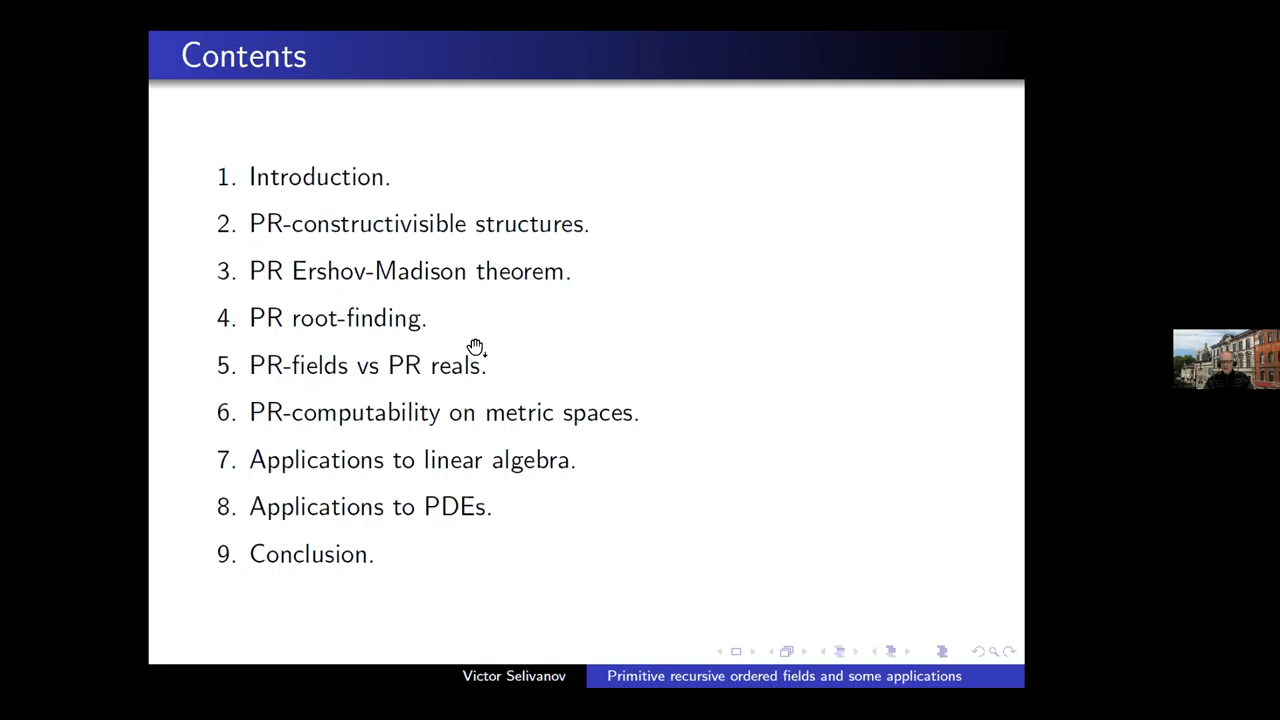 Contents
1. Introduction.
2. PR-constructivisible structures.
3. PR Ershov-Madison theorem.
4. PR root-finding.
5. PR-fields vs PR reals.
6. PR-computability on metric spaces.
7. Applications to linear algebra.
8. Applications to PDEs.
9. Conclusion.
Victor Selivanov
Primitive recursive ordered fields and some applications